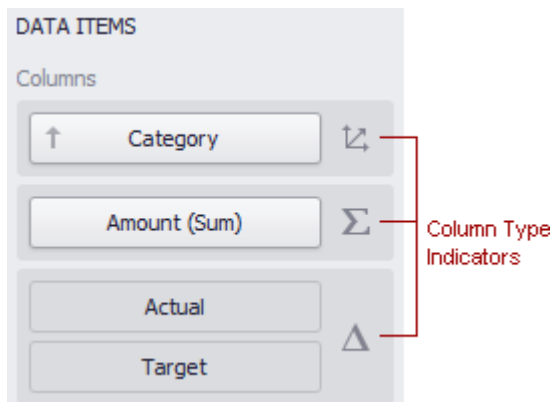 DATA ITEMS
Columns
Category
Amount (Sum)
Σ
Column Type
Indicators
Actual
Δ
Target